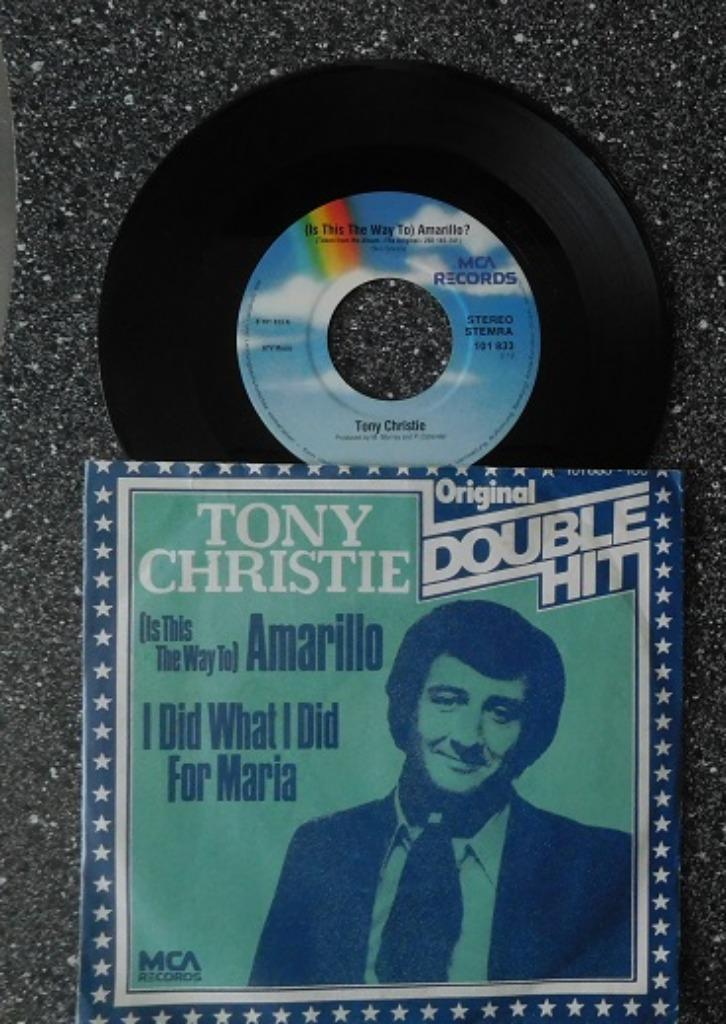 (Is This The Way To) Amarillo?
MCA
RECORDS
STEREO
STEMRA
101 833
Tony Christie
Original
DOUBLE
HIT
TONY
CHRISTIE
(Is This
The Way To) Amarillo
I Did What I Did
For Maria
MCA
RECORDS